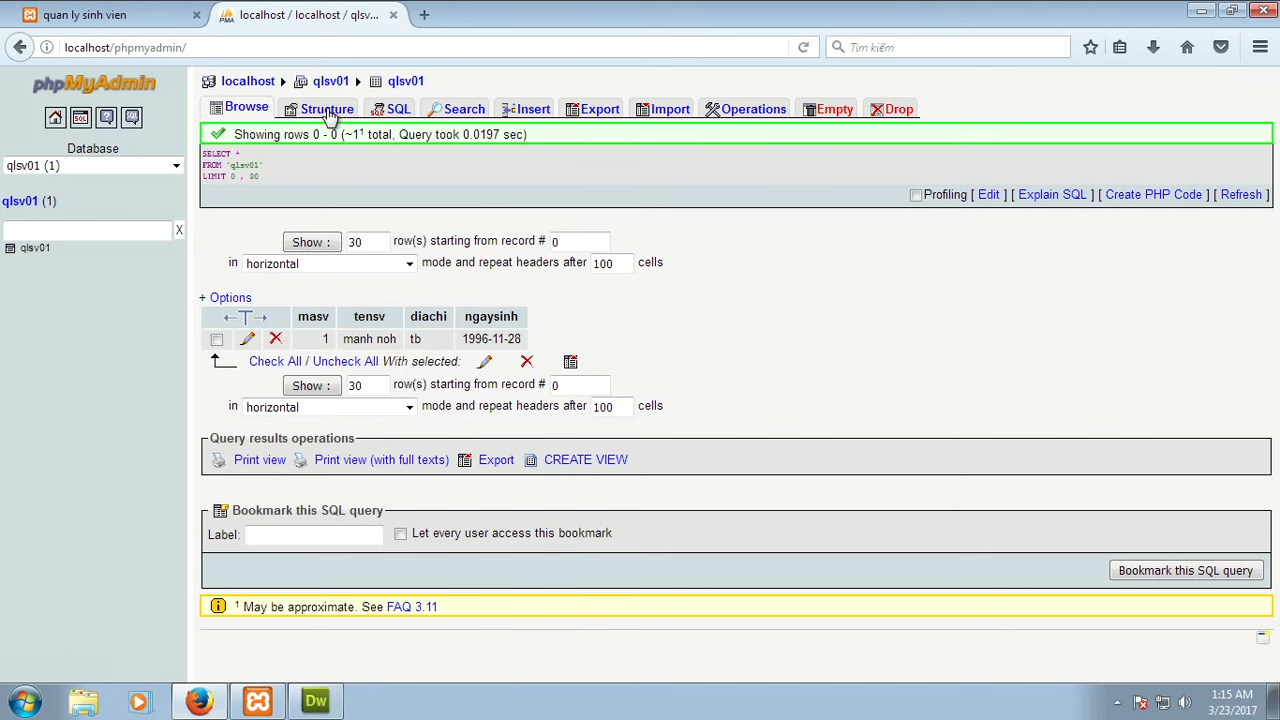 quan ly sinh vien
localhost / localhost / qlsv...
localhost/phpmyadmin/
Tìm kiếm
phpMyAdmin
localhost qlsv01 qlsv01
Browse Structure SQL Search Insert Export Import Operations Empty Drop
SQL
Showing rows 0 - 0 (~1¹ total, Query took 0.0197 sec)
Database
SELECT *
qlsv01 (1)
FROM `qlsv01`
LIMIT 0 , 30
Profiling [ Edit ] [ Explain SQL ] [ Create PHP Code ] [ Refresh ]
qlsv01 (1)
X
qlsv01
Show : 30 row(s) starting from record # 0
in horizontal mode and repeat headers after 100 cells
+ Options
←T→ masv tensv diachi ngaysinh
1 manh noh tb 1996-11-28
Check All / Uncheck All With selected:
Show : 30 row(s) starting from record # 0
in horizontal mode and repeat headers after 100 cells
Query results operations
Print view Print view (with full texts) Export CREATE VIEW
Bookmark this SQL query
Label: Let every user access this bookmark
Bookmark this SQL query
¹ May be approximate. See FAQ 3.11
Dw
1:15 AM
3/23/2017